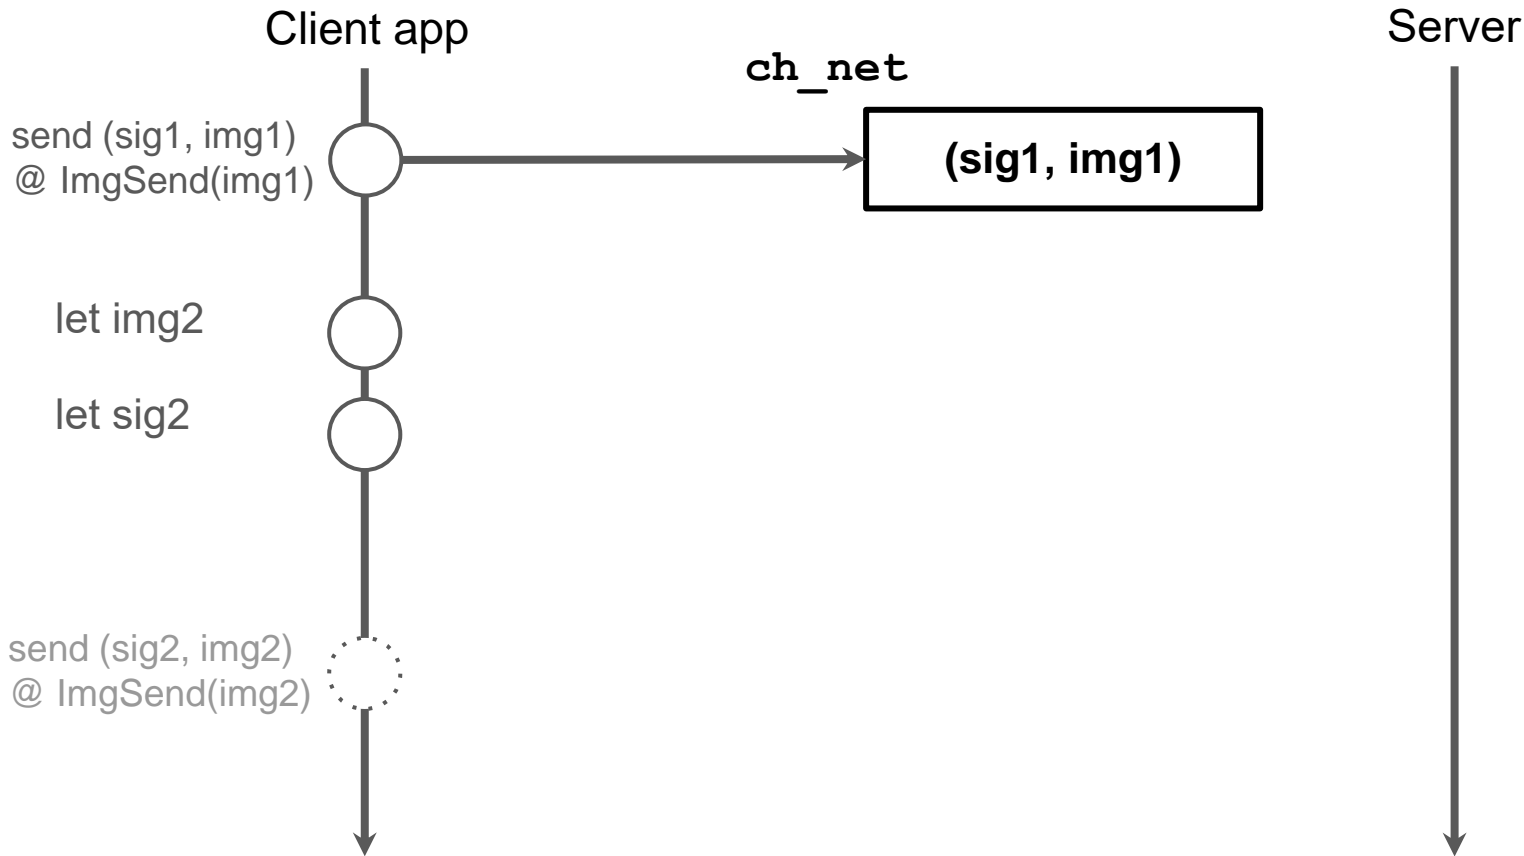 Client app
Server
ch_net
send (sig1, img1)
@ ImgSend(img1)
(sig1, img1)
let img2
let sig2
send (sig2, img2)
@ ImgSend(img2)